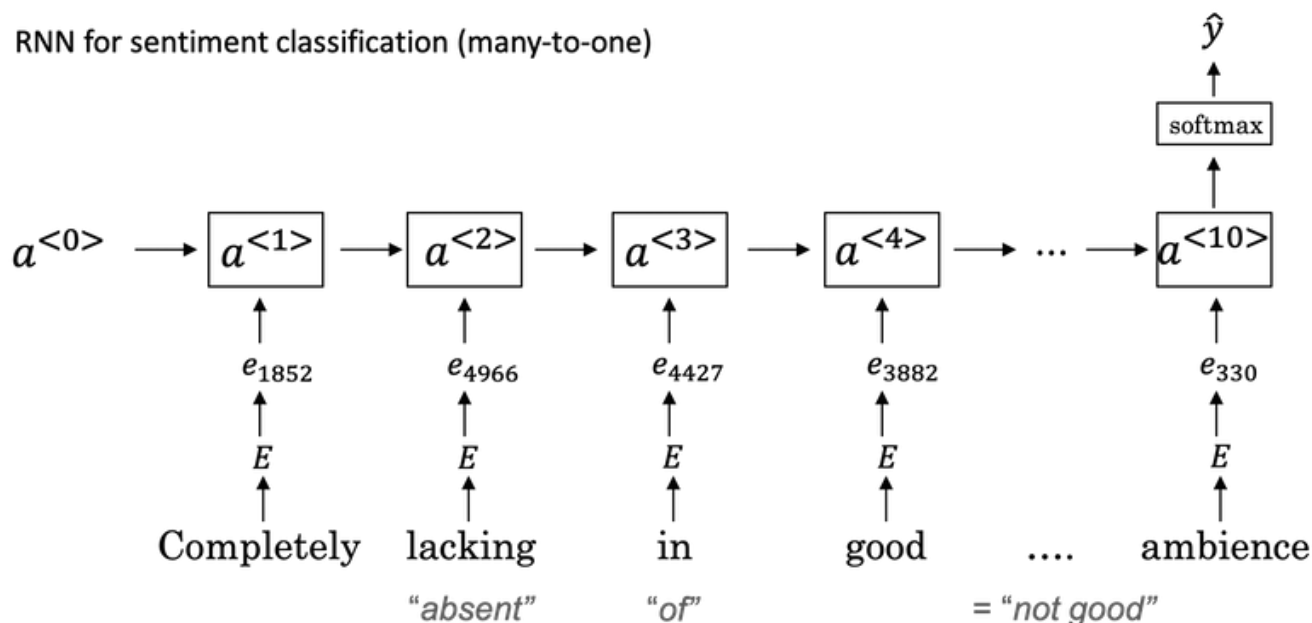 RNN for sentiment classification (many-to-one)
ŷ
softmax
a<0> a<1> a<2> a<3> a<4> ... a<10>
e1852 e4966 e4427 e3882 e330
E E E E E
Completely lacking in good .... ambience
“absent” “of” = “not good”